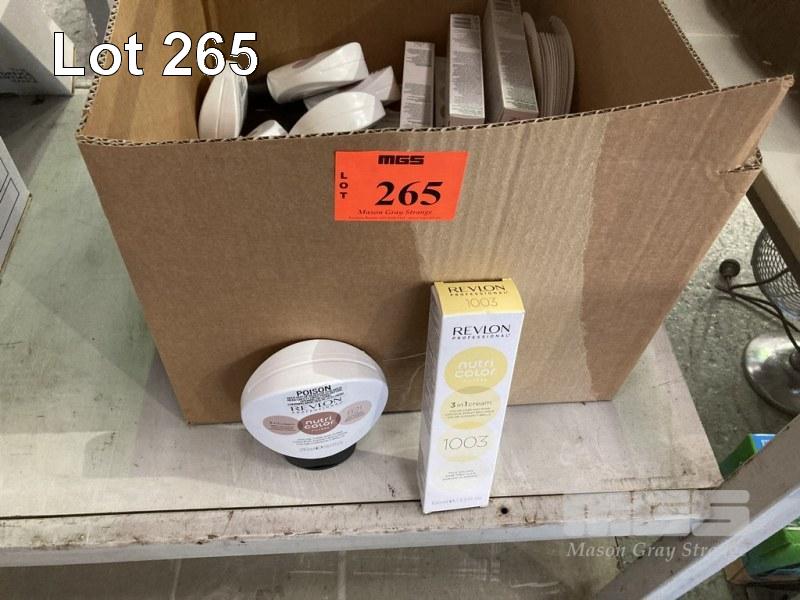 Lot 265
MGS
LOT
265
Mason Gray Strange
REVLON
PROFESSIONAL
1003
REVLON
PROFESSIONAL
nutri
color
3 in 1 cream
1003
POISON
REVLON
PROFESSIONAL
nutri
color
MGS
Mason Gray Strange